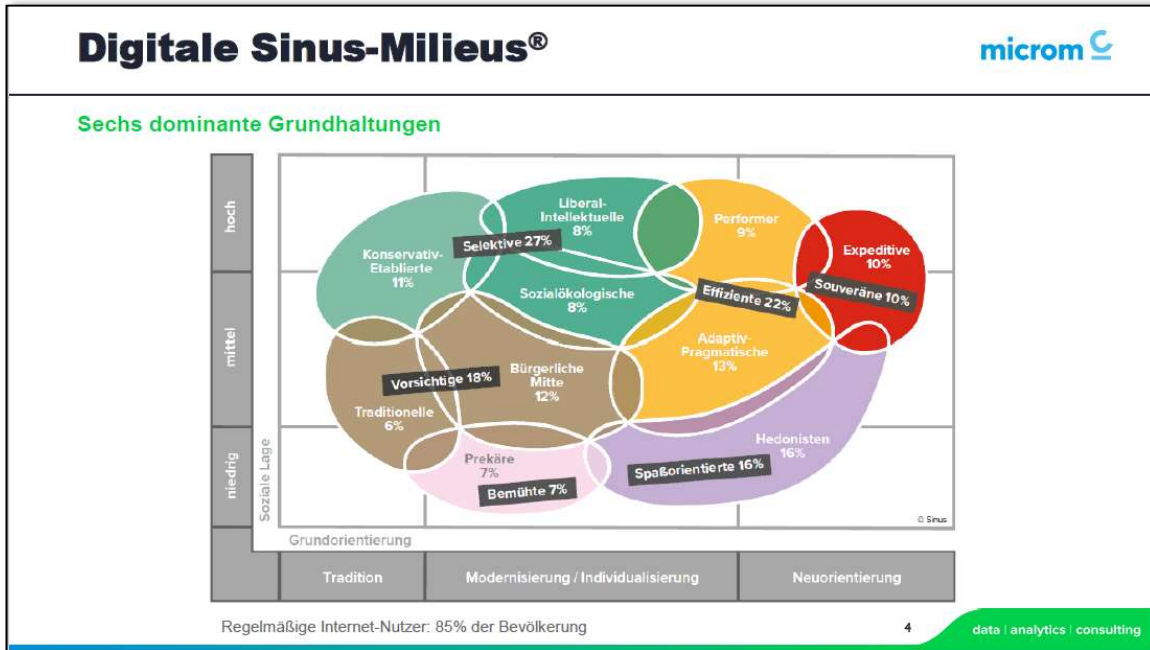 Digitale Sinus-Milieus®
microm
Sechs dominante Grundhaltungen
hoch
mittel
niedrig
Soziale Lage
Konservativ-
Etablierte
11%
Liberal-
Intellektuelle
8%
Performer
9%
Expeditive
10%
Selektive 27%
Sozialökologische
8%
Effiziente 22%
Souveräne 10%
Adaptiv-
Pragmatische
13%
Vorsichtige 18%
Bürgerliche
Mitte
12%
Traditionelle
6%
Prekäre
7%
Bemühte 7%
Hedonisten
16%
Spaßorientierte 16%
© Sinus
Grundorientierung
Tradition
Modernisierung / Individualisierung
Neuorientierung
Regelmäßige Internet-Nutzer: 85% der Bevölkerung
4
data | analytics | consulting